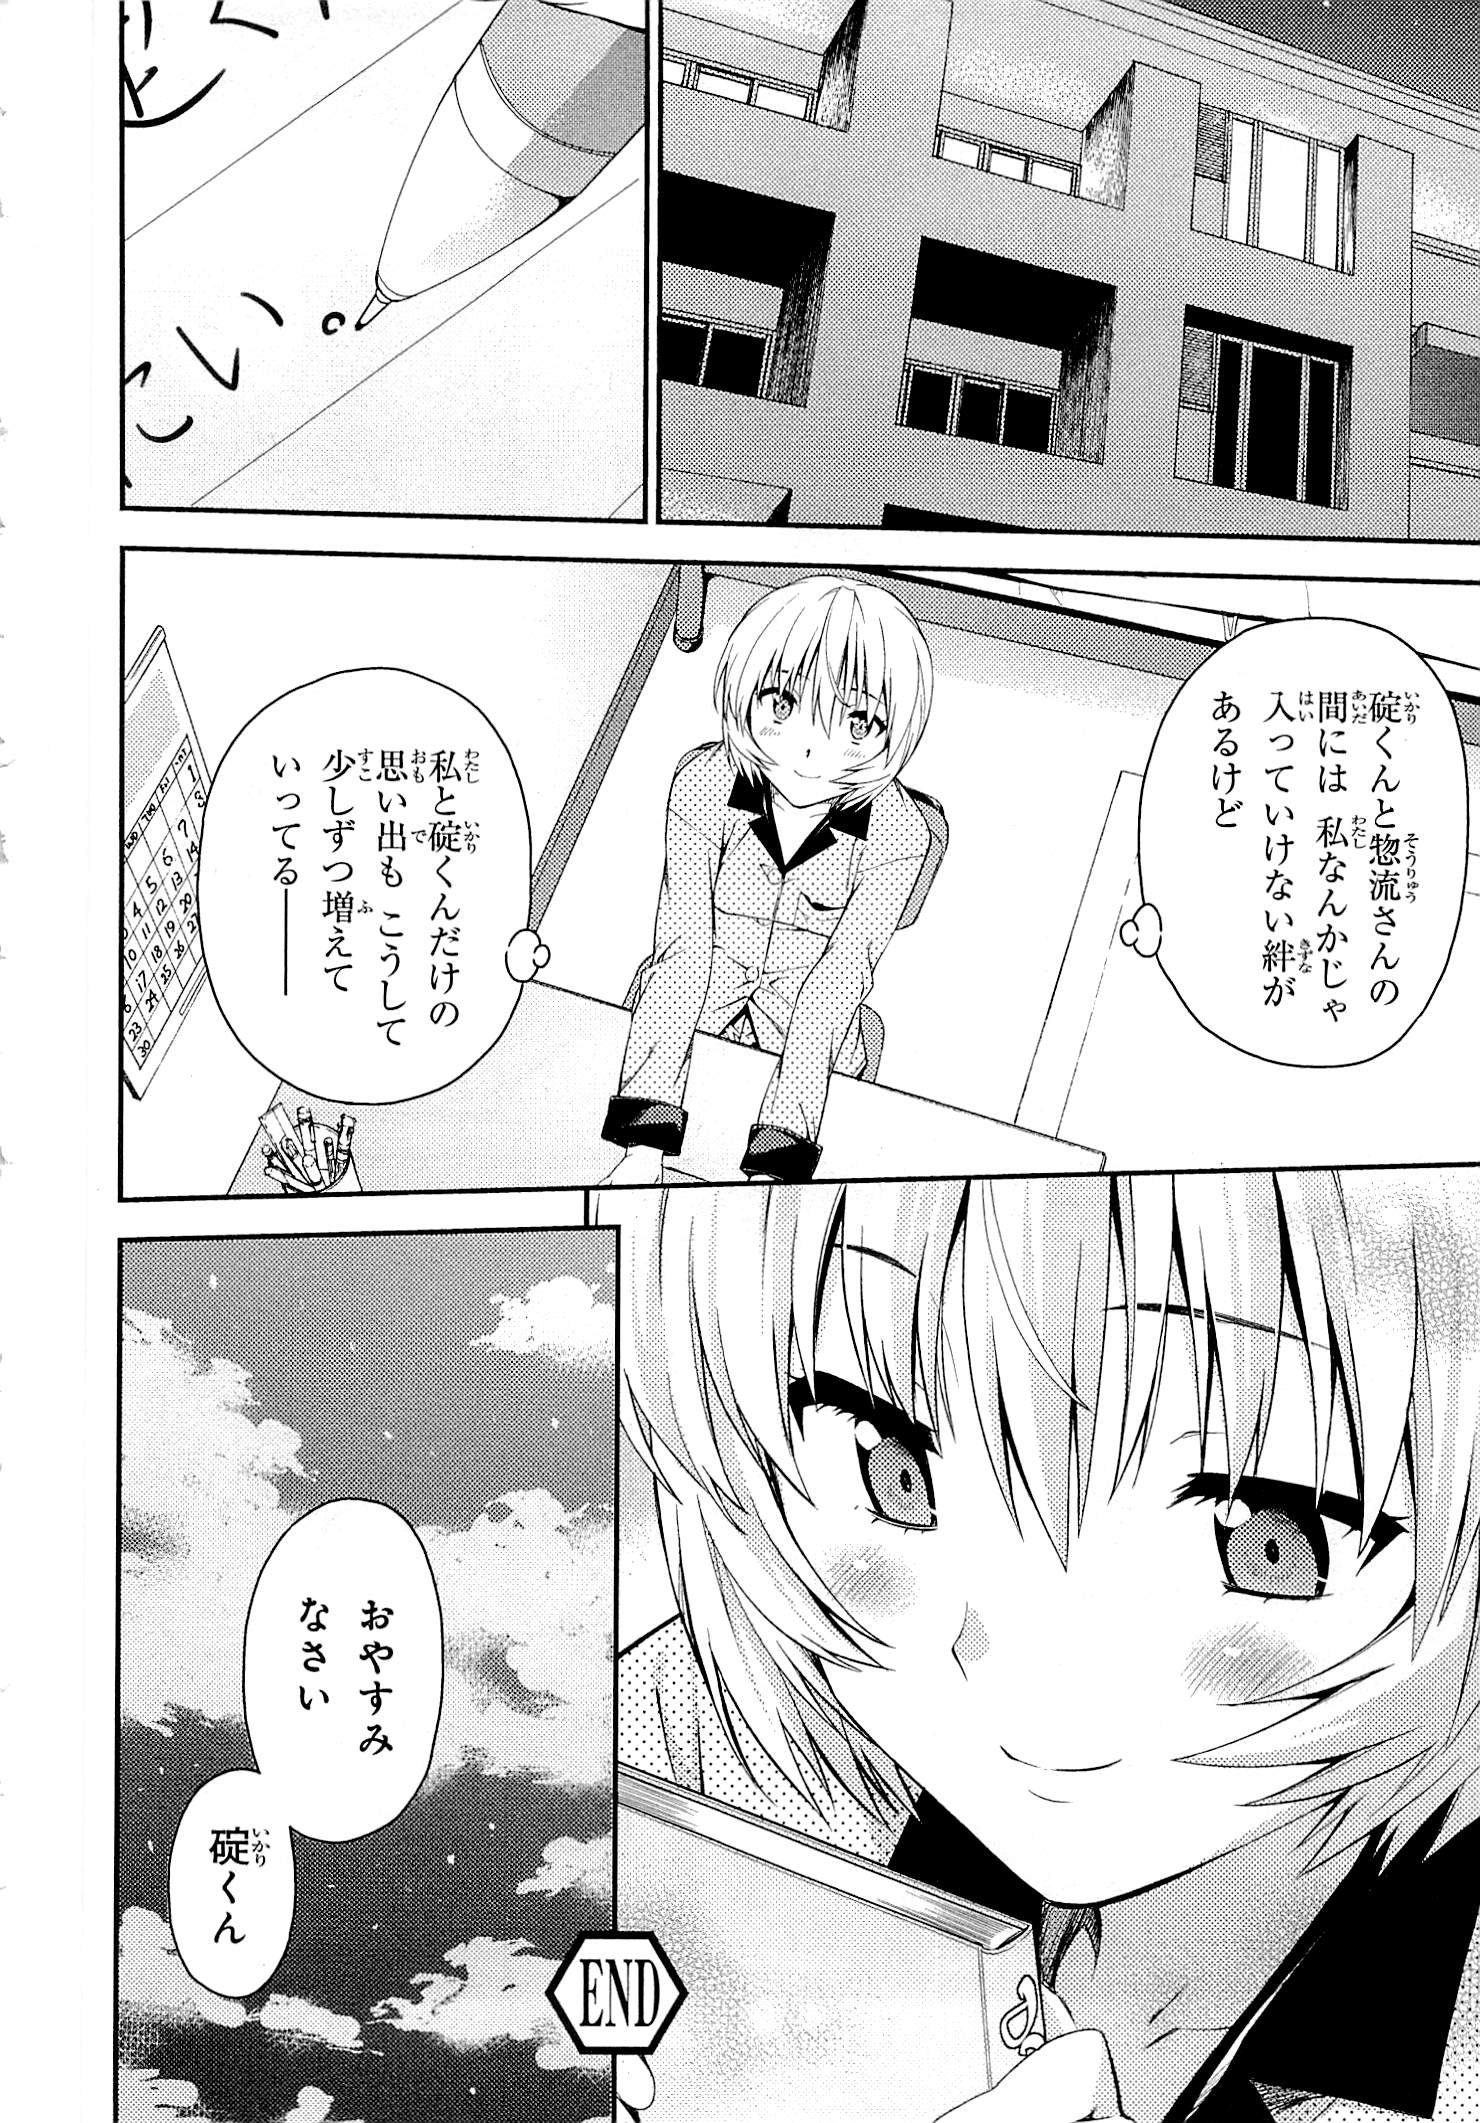 碇くんと惣流さんの
間には 私なんかじゃ
入っていけない絆が
あるけど
私と碇くんだけの
思い出も こうして
少しずつ増えて
いってる――
おやすみ
なさい
碇くん
END